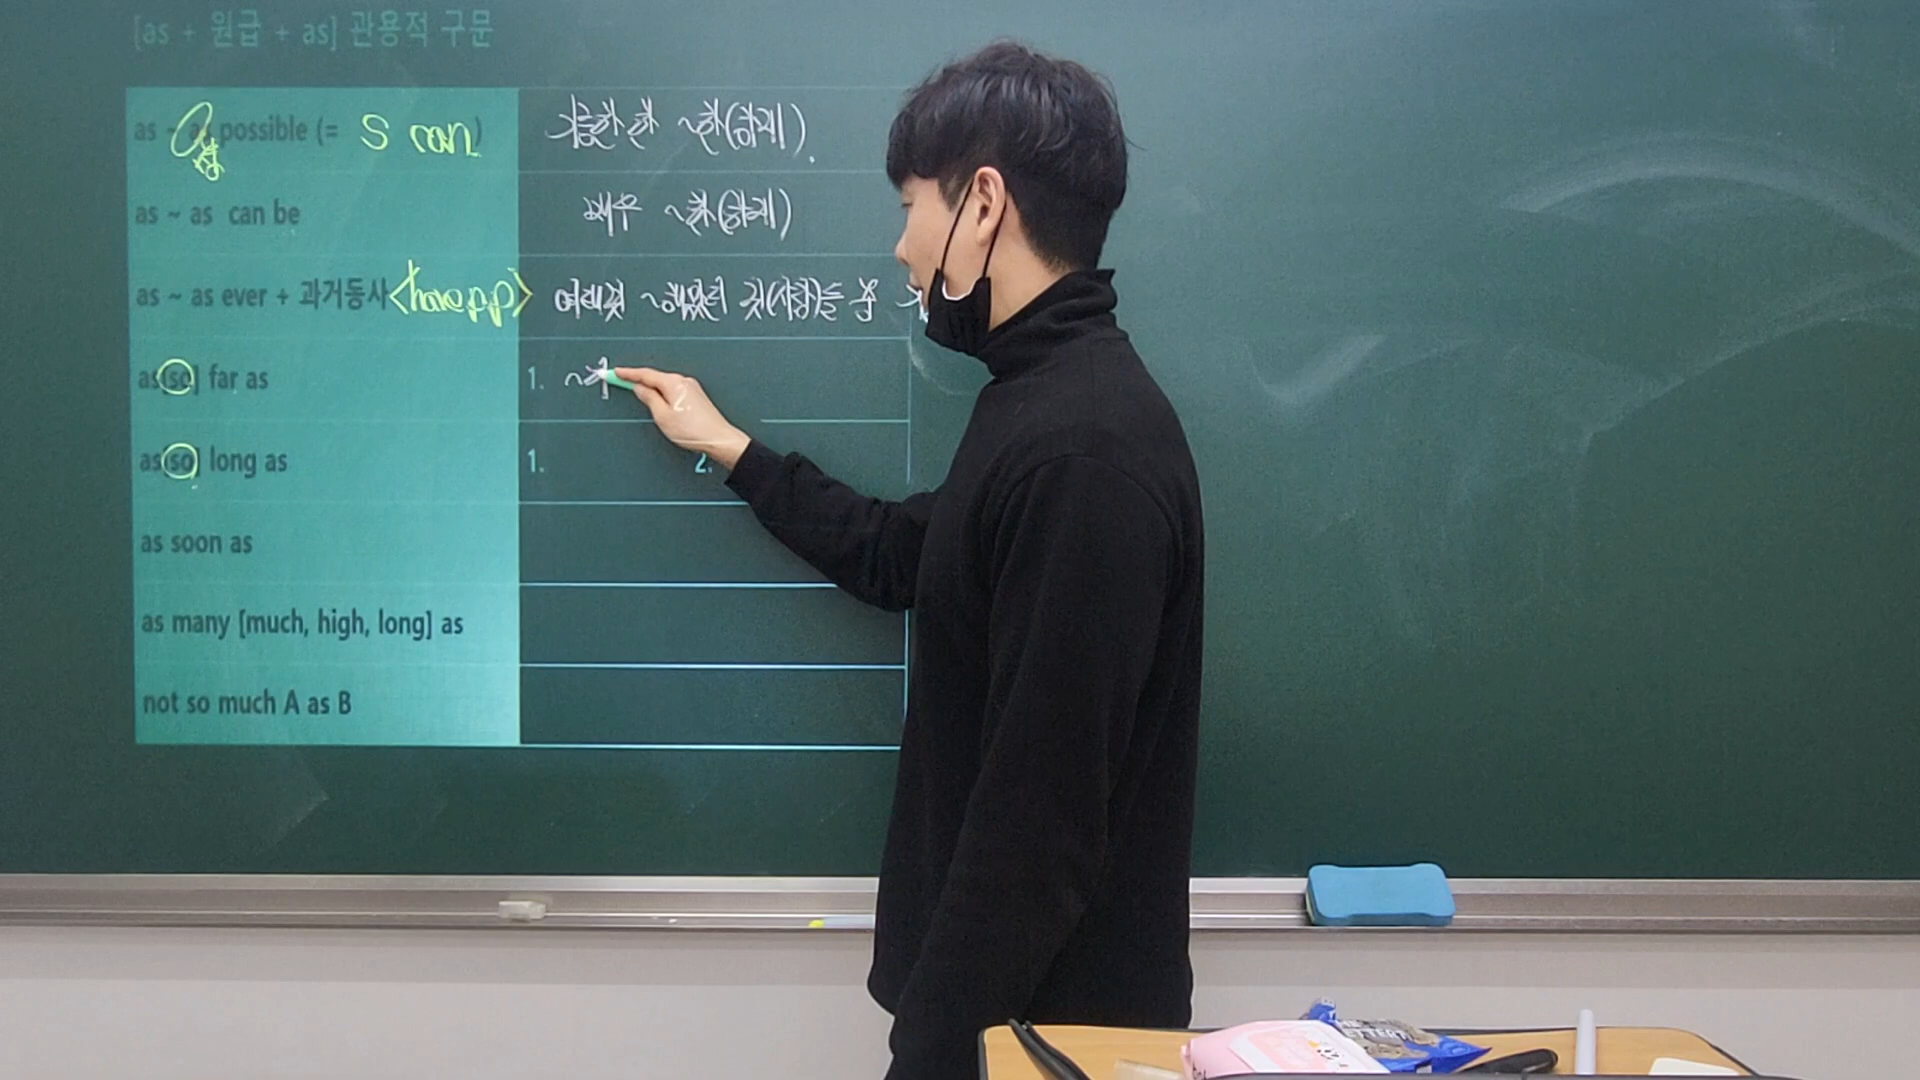 [as + 원급 + as] 관용적 구문
as ~ as possible (= S can) 가능한 한 ~한(하게).
as ~ as can be 매우 ~한(하게)
as ~ as ever + 과거동사 <have p.p> 여태껏 ~했었던 것(사람)들 중
as[so] far as 1. ~ 2.
as[so] long as 1. 2.
as soon as
as many [much, high, long] as
not so much A as B